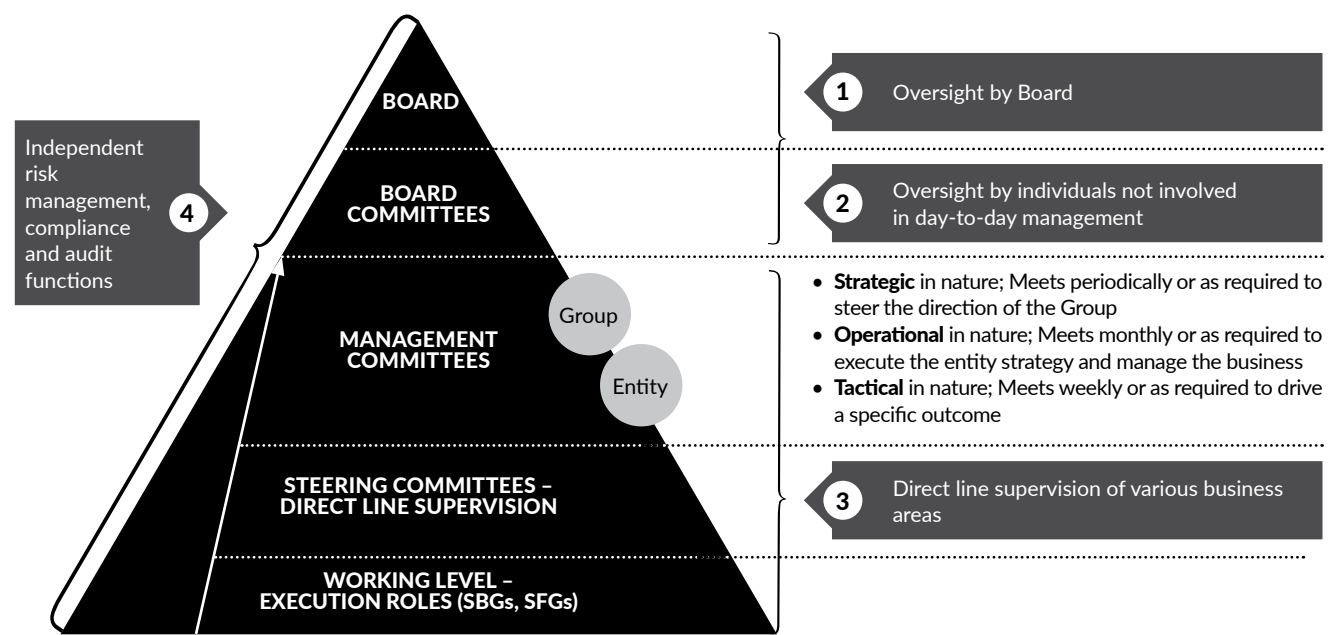 BOARD
1
Oversight by Board
Independent
risk
management,
compliance
and audit
functions
4
BOARD
COMMITTEES
2
Oversight by individuals not involved
in day-to-day management
Group
Entity
MANAGEMENT
COMMITTEES
• Strategic in nature; Meets periodically or as required to
steer the direction of the Group
• Operational in nature; Meets monthly or as required to
execute the entity strategy and manage the business
• Tactical in nature; Meets weekly or as required to drive
a specific outcome
STEERING COMMITTEES –
DIRECT LINE SUPERVISION
3
Direct line supervision of various business
areas
WORKING LEVEL –
EXECUTION ROLES (SBGs, SFGs)